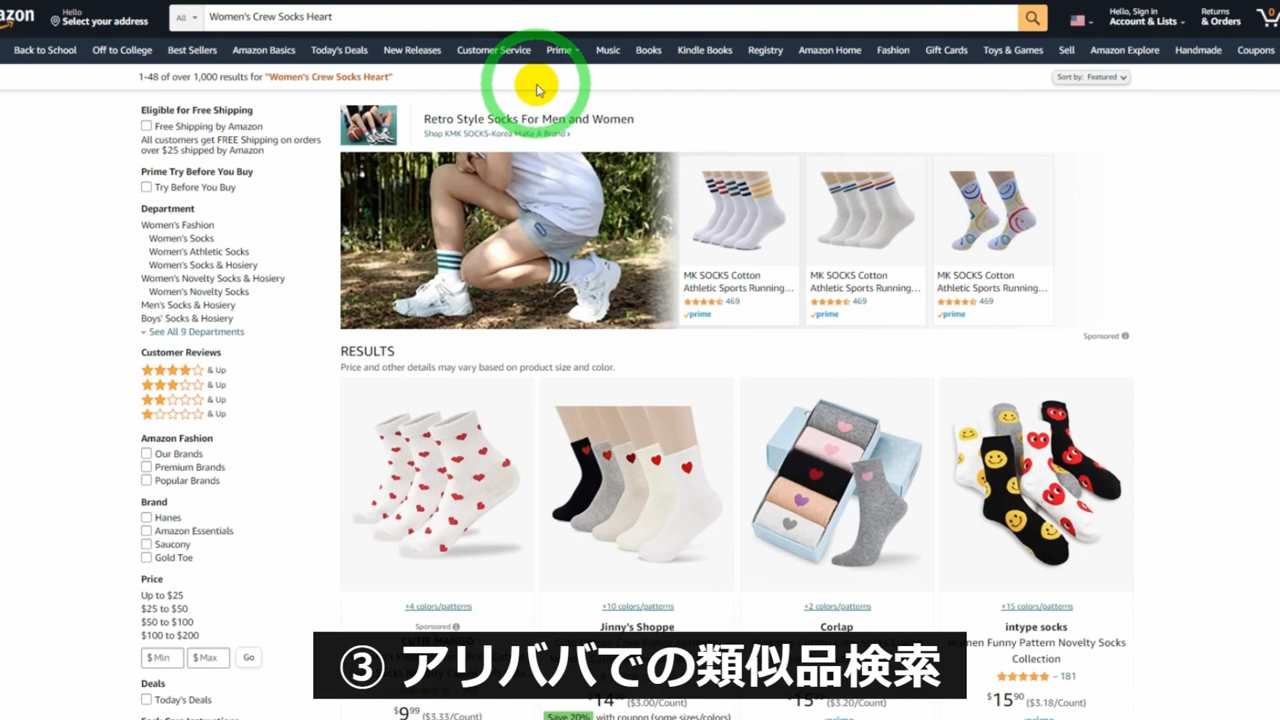 azon
Hello
Select your address
All
Women's Crew Socks Heart
Hello, Sign in
Account & Lists
Returns
& Orders
0
Back to School
Off to College
Best Sellers
Amazon Basics
Today's Deals
New Releases
Customer Service
Prime
Music
Books
Kindle Books
Registry
Amazon Home
Fashion
Gift Cards
Toys & Games
Sell
Amazon Explore
Handmade
Coupons
1-48 of over 1,000 results for "Women's Crew Socks Heart"
Sort by: Featured
Eligible for Free Shipping
Free Shipping by Amazon
All customers get FREE Shipping on orders
over $25 shipped by Amazon
Prime Try Before You Buy
Try Before You Buy
Department
Women's Fashion
Women's Socks
Women's Athletic Socks
Women's Socks & Hosiery
Women's Novelty Socks & Hosiery
Women's Novelty Socks
Men's Socks & Hosiery
Boys' Socks & Hosiery
See All 9 Departments
Customer Reviews
& Up
& Up
& Up
& Up
Amazon Fashion
Our Brands
Premium Brands
Popular Brands
Brand
Hanes
Amazon Essentials
Saucony
Gold Toe
Price
Up to $25
$25 to $50
$50 to $100
$100 to $200
$ Min
$ Max
Go
Deals
Today's Deals
Retro Style Socks For Men and Women
Shop KMK SOCKS-Korea Make A Brand ›
MK SOCKS Cotton
Athletic Sports Running...
469
prime
MK SOCKS Cotton
Athletic Sports Running...
469
prime
MK SOCKS Cotton
Athletic Sports Running...
469
prime
Sponsored
RESULTS
Price and other details may vary based on product size and color.
+4 colors/patterns
Sponsored
$9.99 ($3.33/Count)
+10 colors/patterns
Jinny's Shoppe
14 ($3.00/Count)
Save 20% with coupon (some sizes/colors)
+2 colors/patterns
Corlap
15 ($3.20/Count)
prime
+15 colors/patterns
intype socks
Women Funny Pattern Novelty Socks
Collection
181
$15.90 ($3.18/Count)
prime
③ アリババでの類似品検索